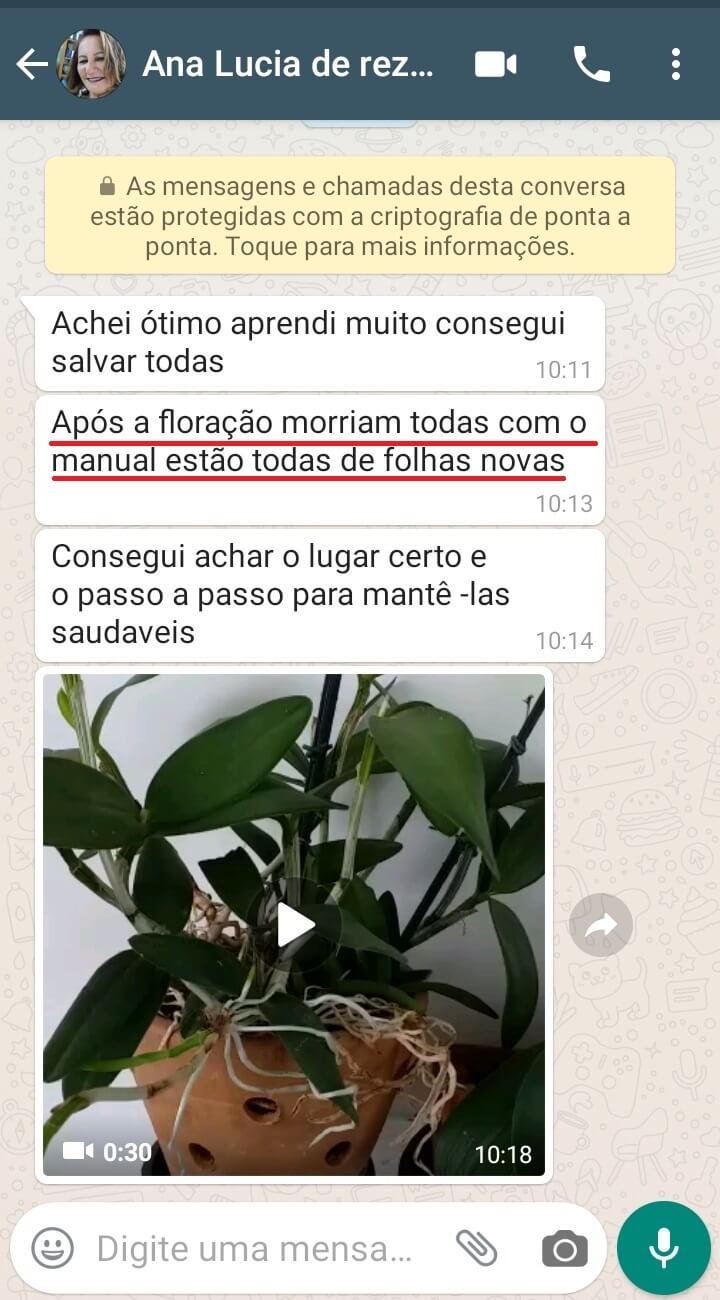 Ana Lucia de rez...
As mensagens e chamadas desta conversa
estão protegidas com a criptografia de ponta a
ponta. Toque para mais informações.
Achei ótimo aprendi muito consegui
salvar todas
10:11
Após a floração morriam todas com o
manual estão todas de folhas novas
10:13
Consegui achar o lugar certo e
o passo a passo para mantê -las
saudaveis
10:14
0:30
10:18
Digite uma mensa...